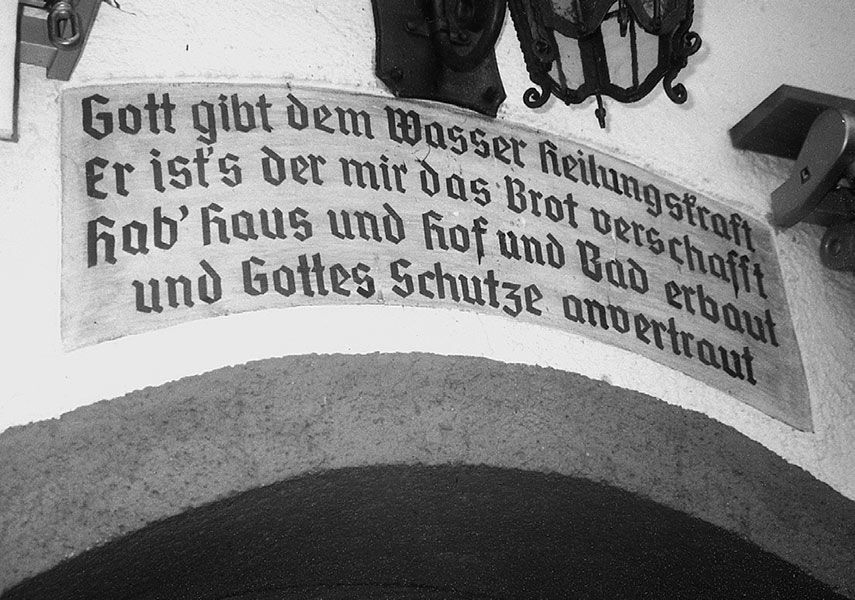 Gott gibt dem Wasser Heilungskraft
Er ist's der mir das Brot verschafft
hab' Haus und Hof und Bad erbaut
und Gottes Schutze anvertraut